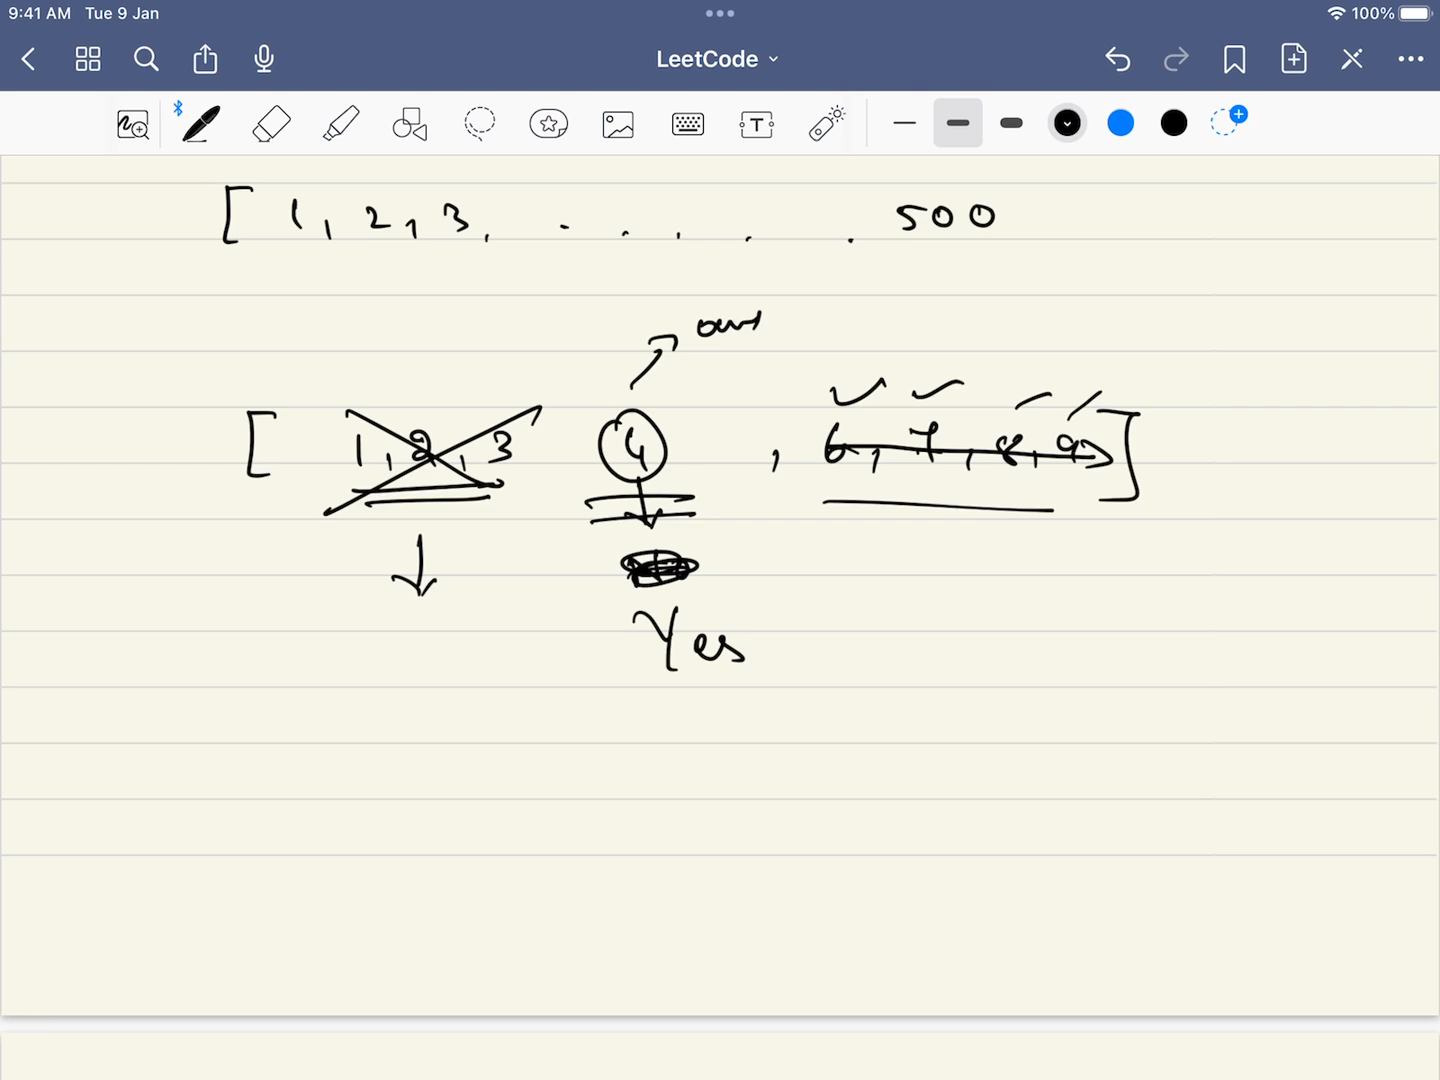 9:41 AM Tue 9 Jan
100%
LeetCode
T
[ 1, 2, 3, . . . . . 500
out
[ 1, 2, 3 4 , 6, 7, 8, 9 ]
Yes